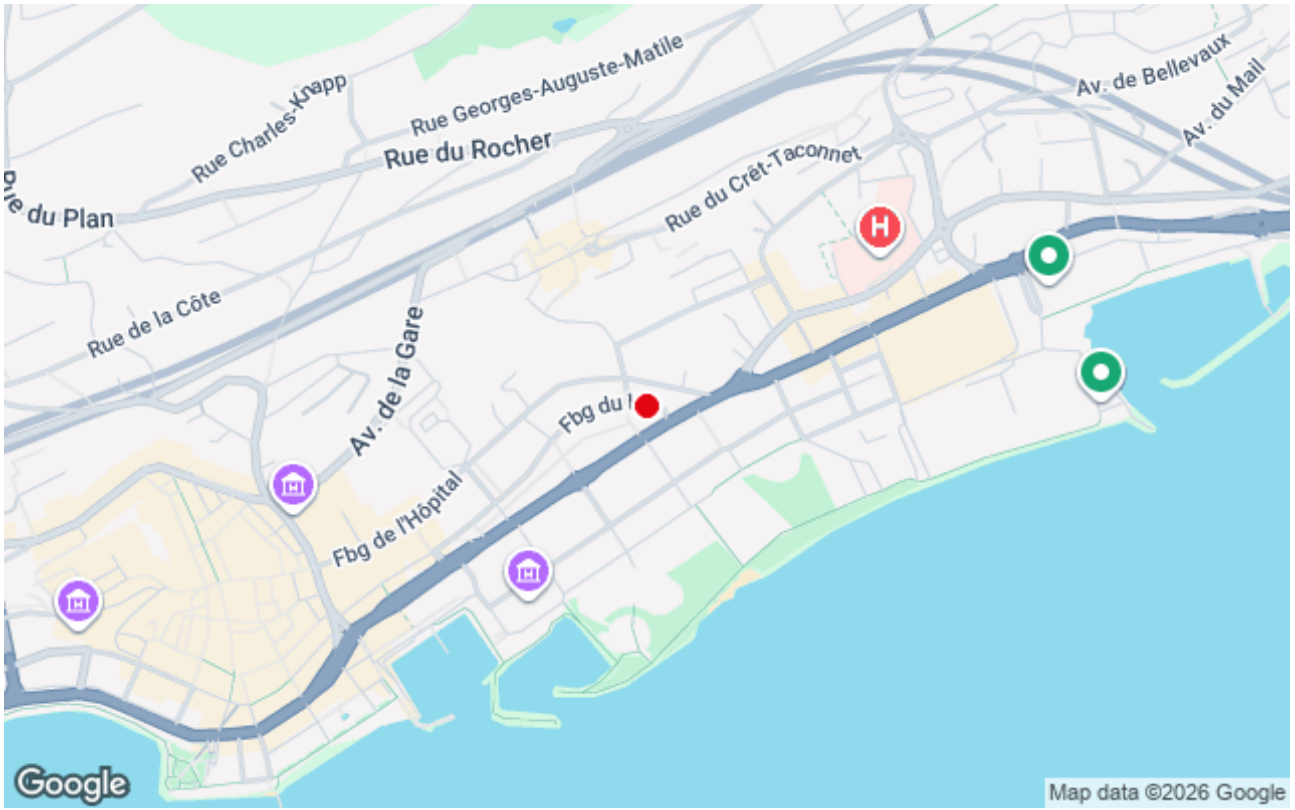 Rue Charles-Knapp
Rue Georges-Auguste-Matile
Av. de Bellevaux
Av. du Mail
Rue du Rocher
Rue du Crêt-Taconnet
du Plan
H
Rue de la Côte
Av. de la Gare
Fbg du
Fbg de l'Hôpital
Google
Map data ©2026 Google